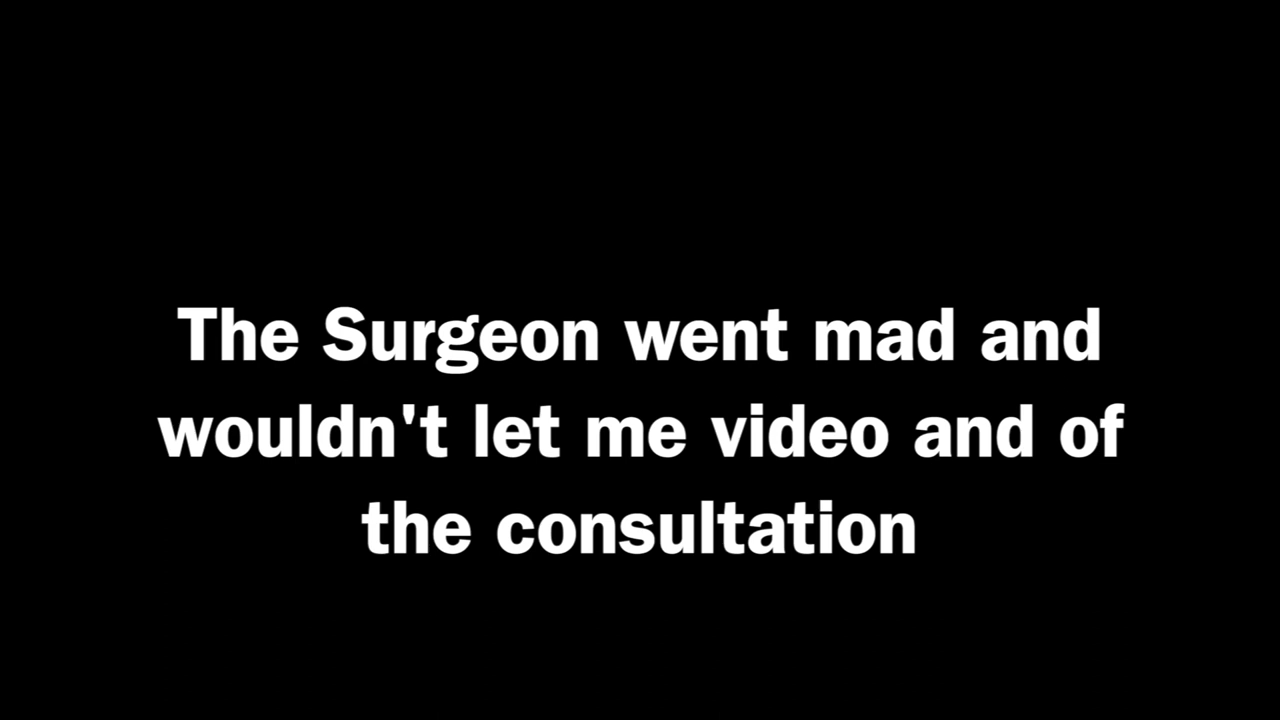 The Surgeon went mad and
wouldn't let me video and of
the consultation